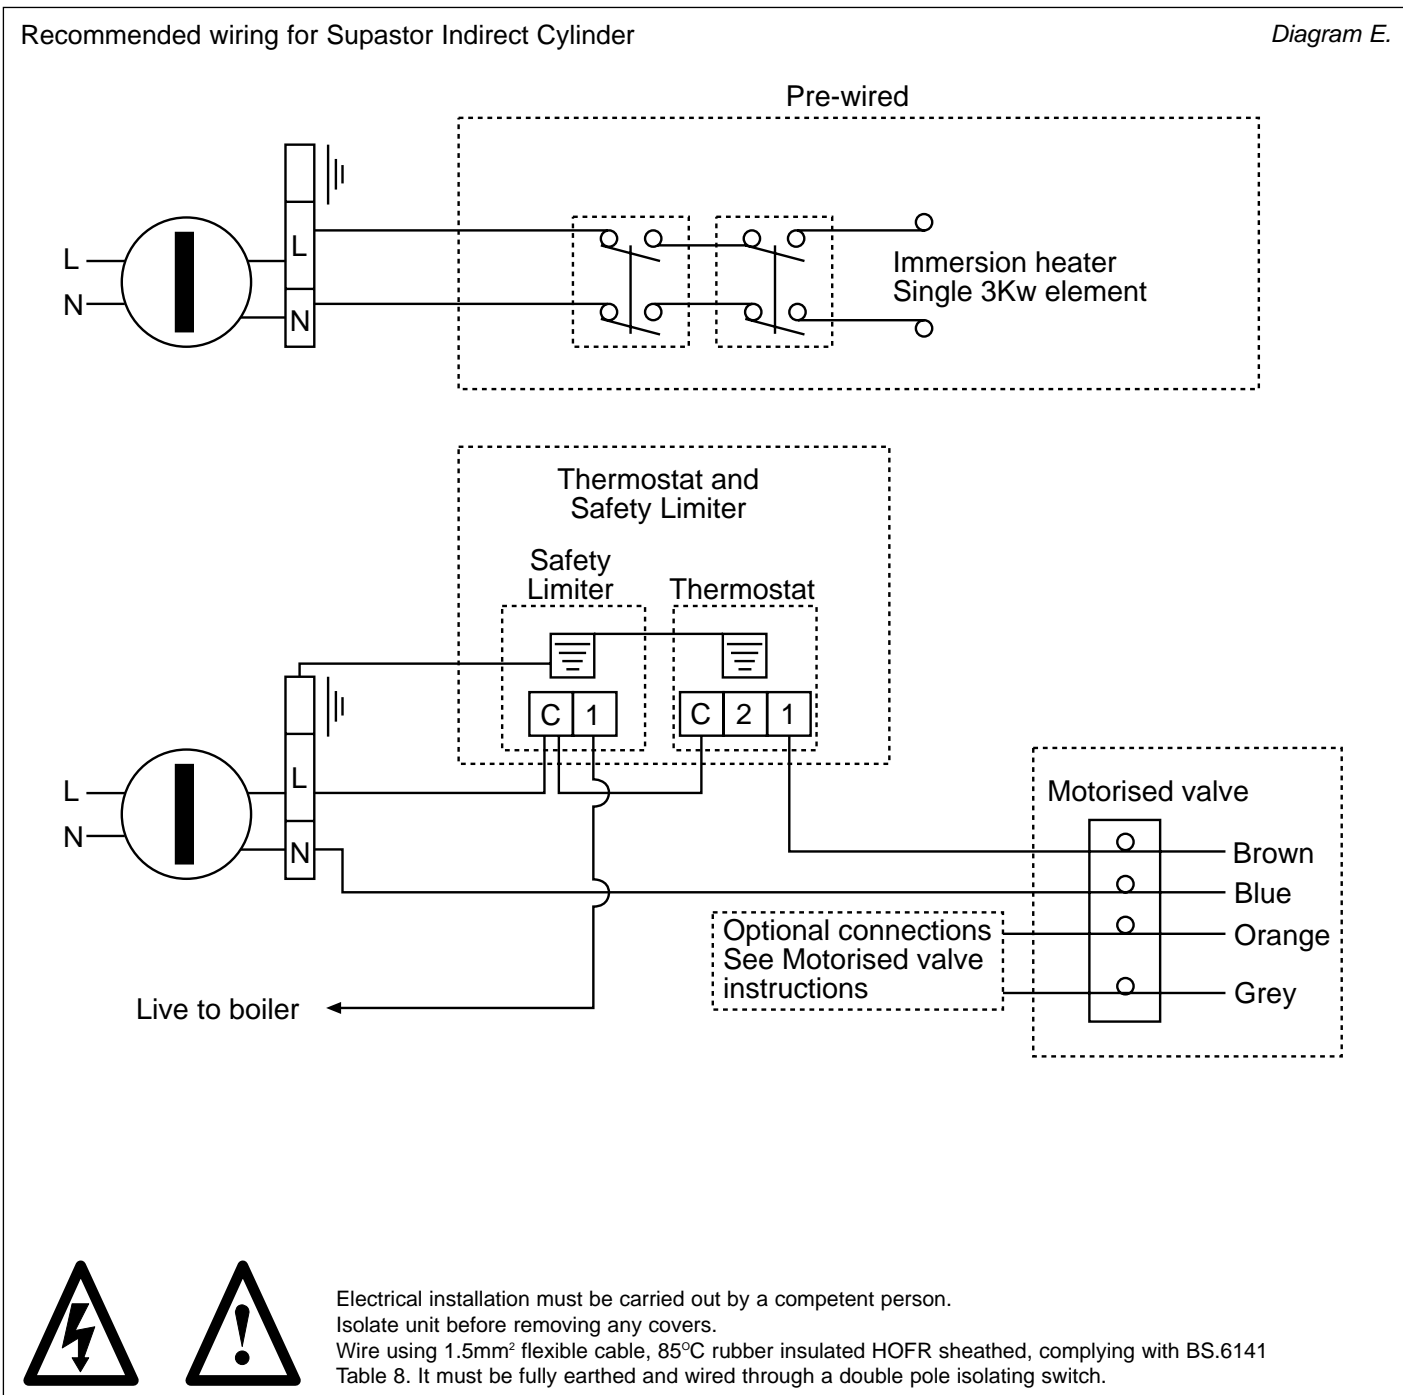 Recommended wiring for Supastor Indirect Cylinder
Diagram E.
Pre-wired
L
N
L
N
Immersion heater
Single 3Kw element
Thermostat and
Safety Limiter
Safety
Limiter
Thermostat
C 1
C 2 1
L
N
L
N
Motorised valve
Brown
Blue
Orange
Grey
Optional connections
See Motorised valve
instructions
Live to boiler
Electrical installation must be carried out by a competent person.
Isolate unit before removing any covers.
Wire using 1.5mm² flexible cable, 85°C rubber insulated HOFR sheathed, complying with BS.6141
Table 8. It must be fully earthed and wired through a double pole isolating switch.